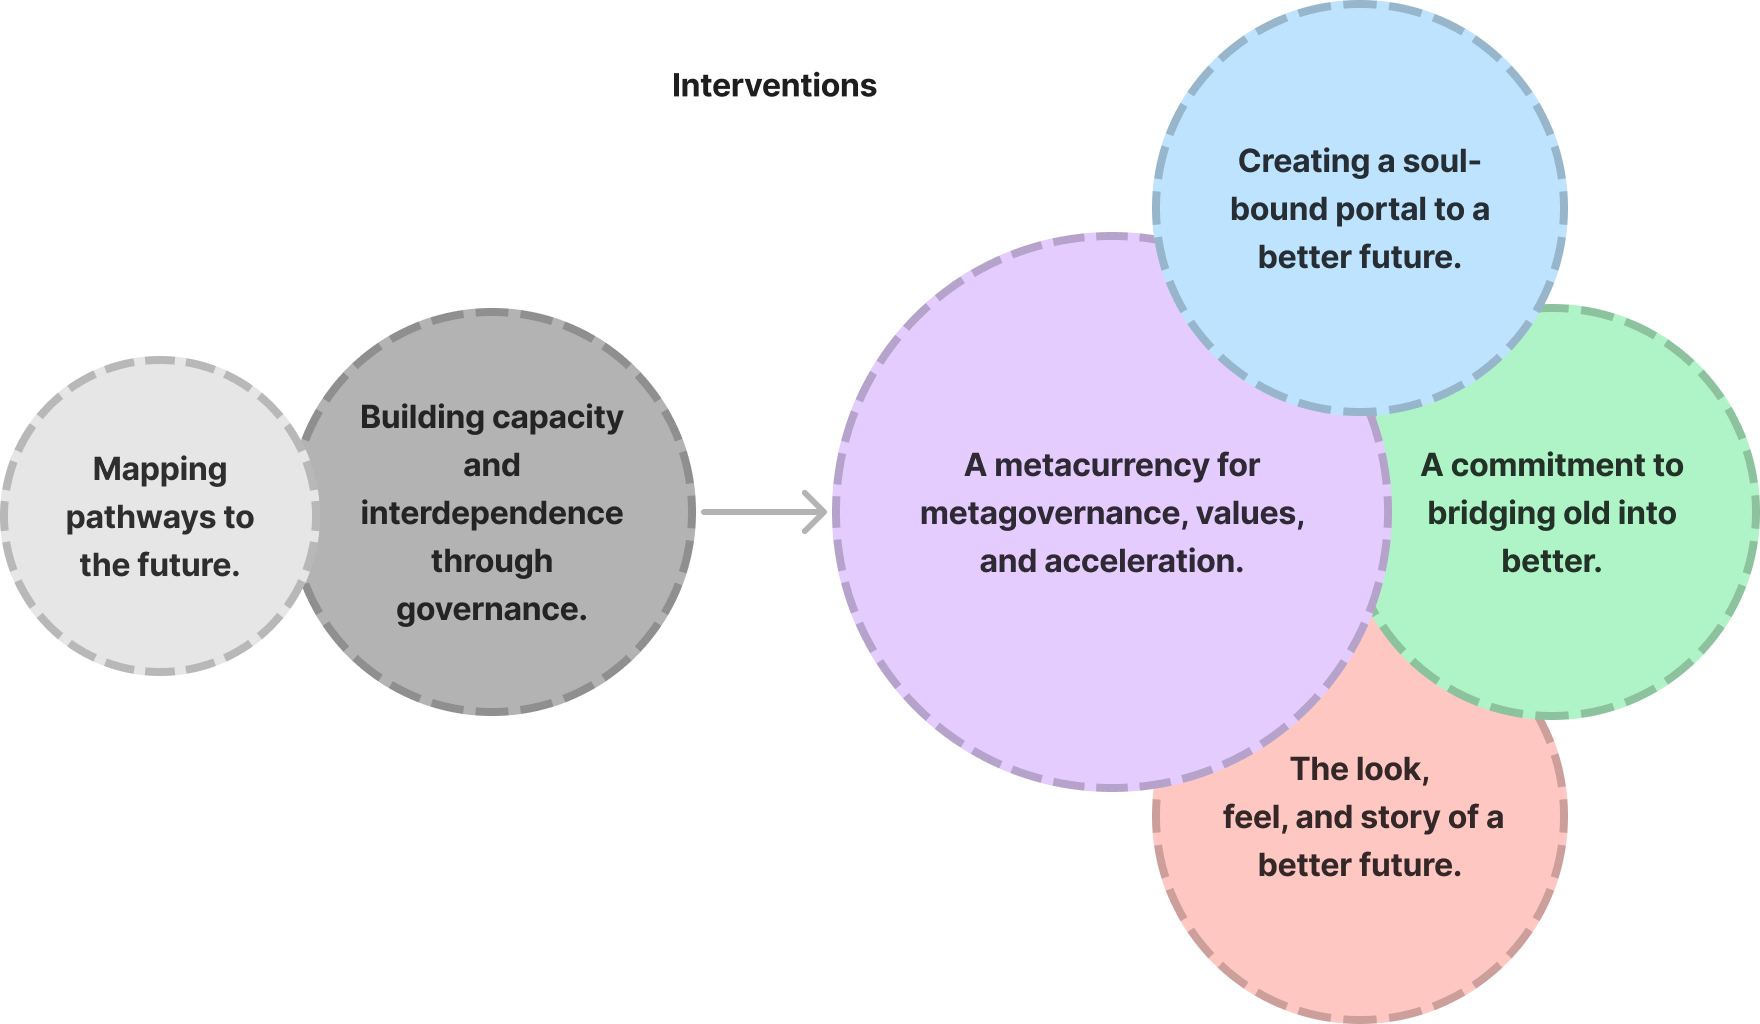 Interventions
Mapping
pathways to
the future.
Building capacity
and
interdependence
through
governance.
A metacurrency for
metagovernance, values,
and acceleration.
Creating a soul-
bound portal to a
better future.
A commitment to
bridging old into
better.
The look,
feel, and story of a
better future.